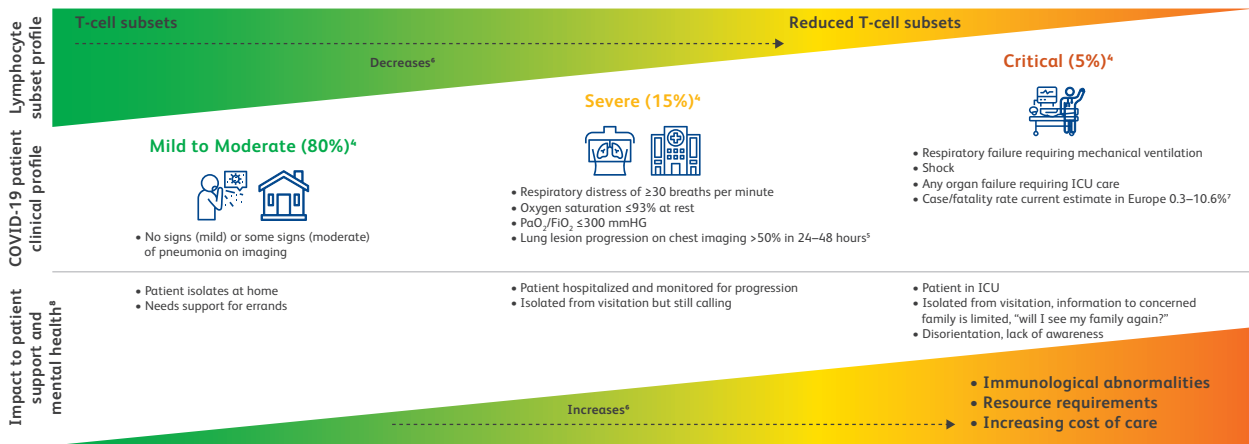 Lymphocyte
subset profile
T-cell subsets
Reduced T-cell subsets
Decreases⁶
COVID-19 patient
clinical profile
Mild to Moderate (80%)⁴
• No signs (mild) or some signs (moderate)
of pneumonia on imaging
Severe (15%)⁴
• Respiratory distress of ≥30 breaths per minute
• Oxygen saturation ≤93% at rest
• PaO₂/FiO₂ ≤300 mmHG
• Lung lesion progression on chest imaging >50% in 24–48 hours⁵
Critical (5%)⁴
• Respiratory failure requiring mechanical ventilation
• Shock
• Any organ failure requiring ICU care
• Case/fatality rate current estimate in Europe 0.3–10.6%⁷
Impact to patient
support and
mental health⁸
• Patient isolates at home
• Needs support for errands
• Patient hospitalized and monitored for progression
• Isolated from visitation but still calling
• Patient in ICU
• Isolated from visitation, information to concerned
family is limited, “will I see my family again?”
• Disorientation, lack of awareness
Increases⁶
• Immunological abnormalities
• Resource requirements
• Increasing cost of care